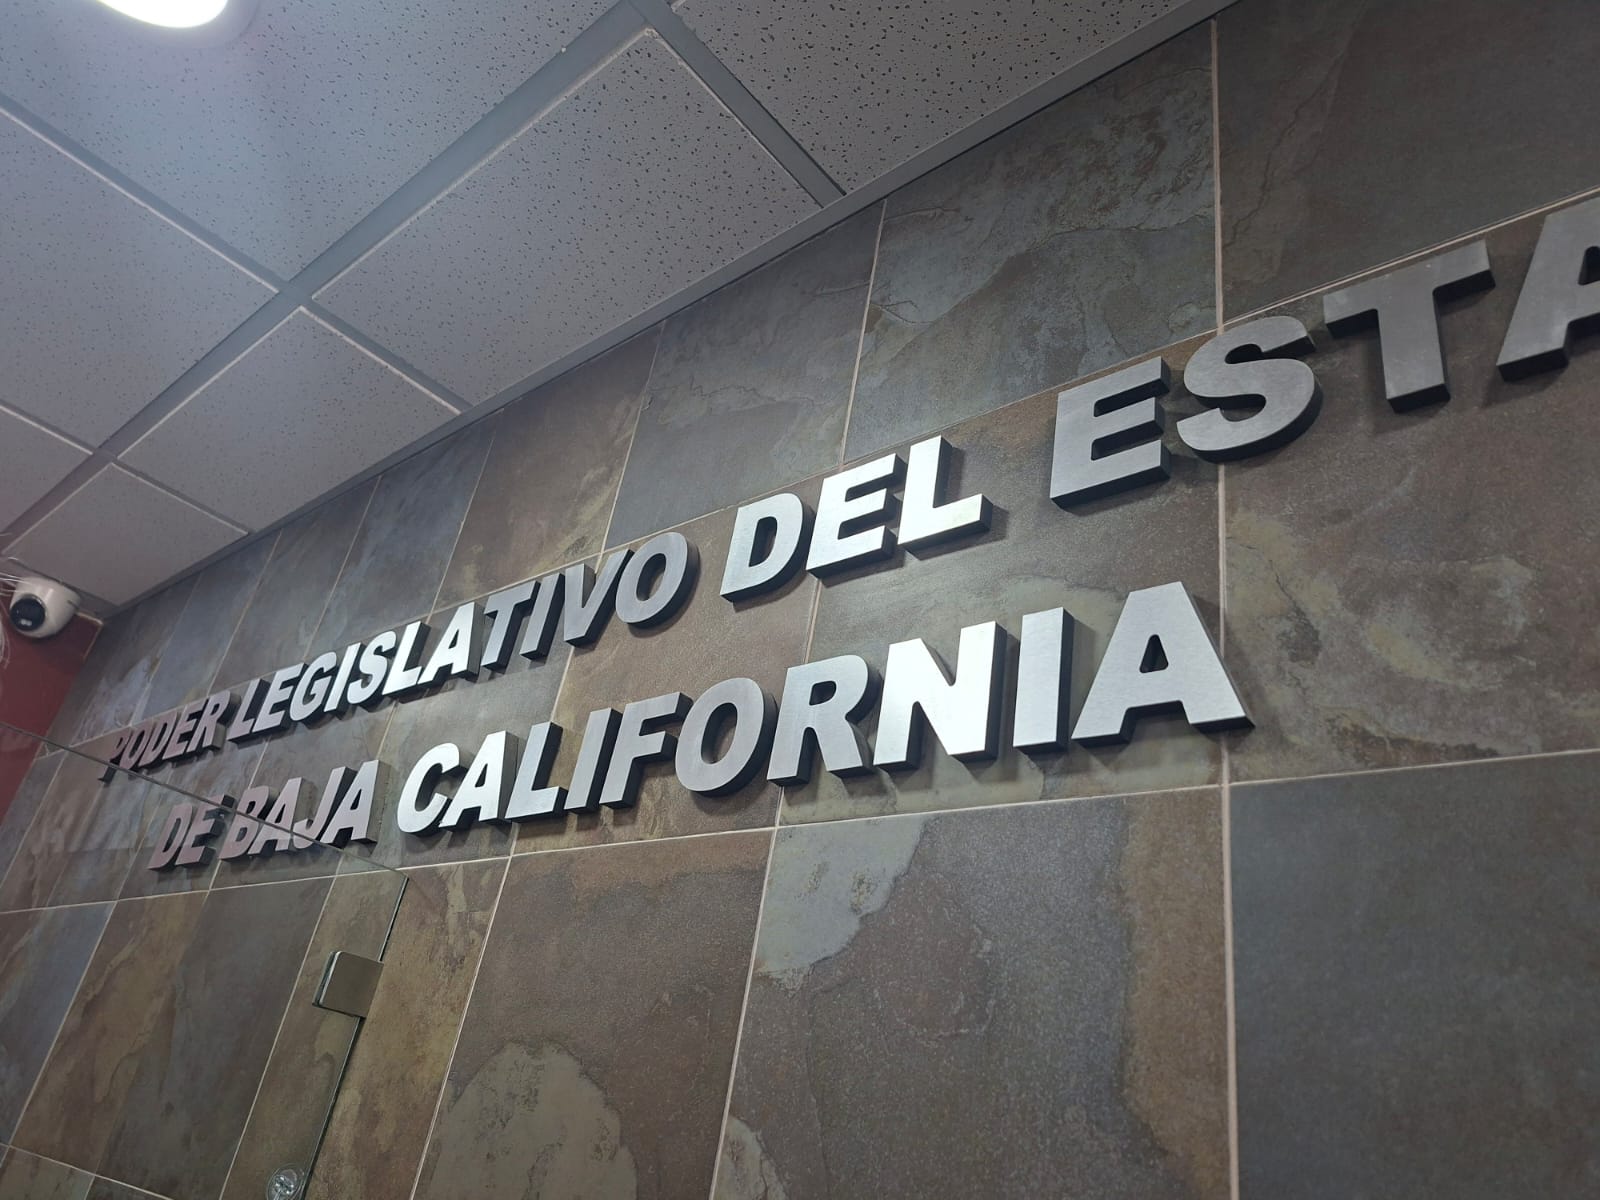 PODER LEGISLATIVO DEL ESTA
DE BAJA CALIFORNIA